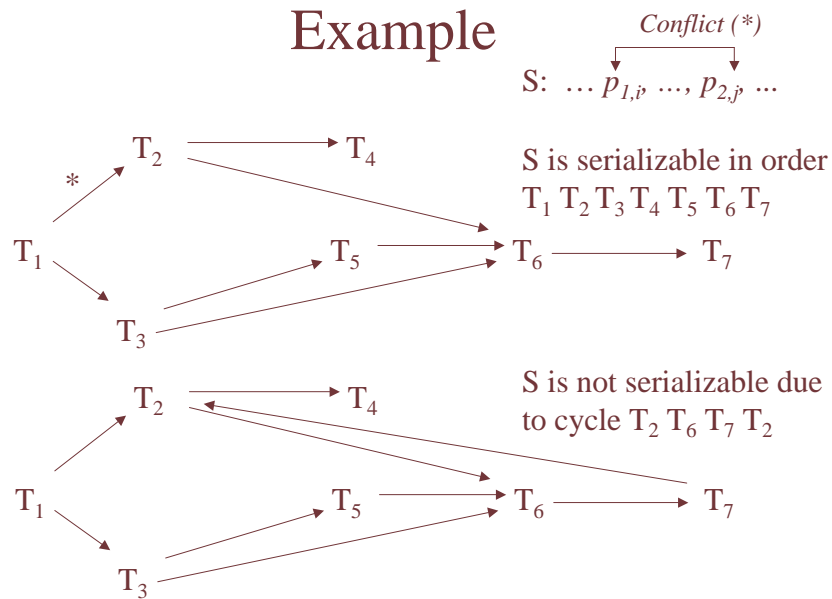 Example
Conflict (*)
S: … p1,i, ..., p2,j, ...
T2 T4
S is serializable in order
T1 T2 T3 T4 T5 T6 T7
*
T1 T5 T6 T7
T3
T2 T4
S is not serializable due
to cycle T2 T6 T7 T2
T1 T5 T6 T7
T3